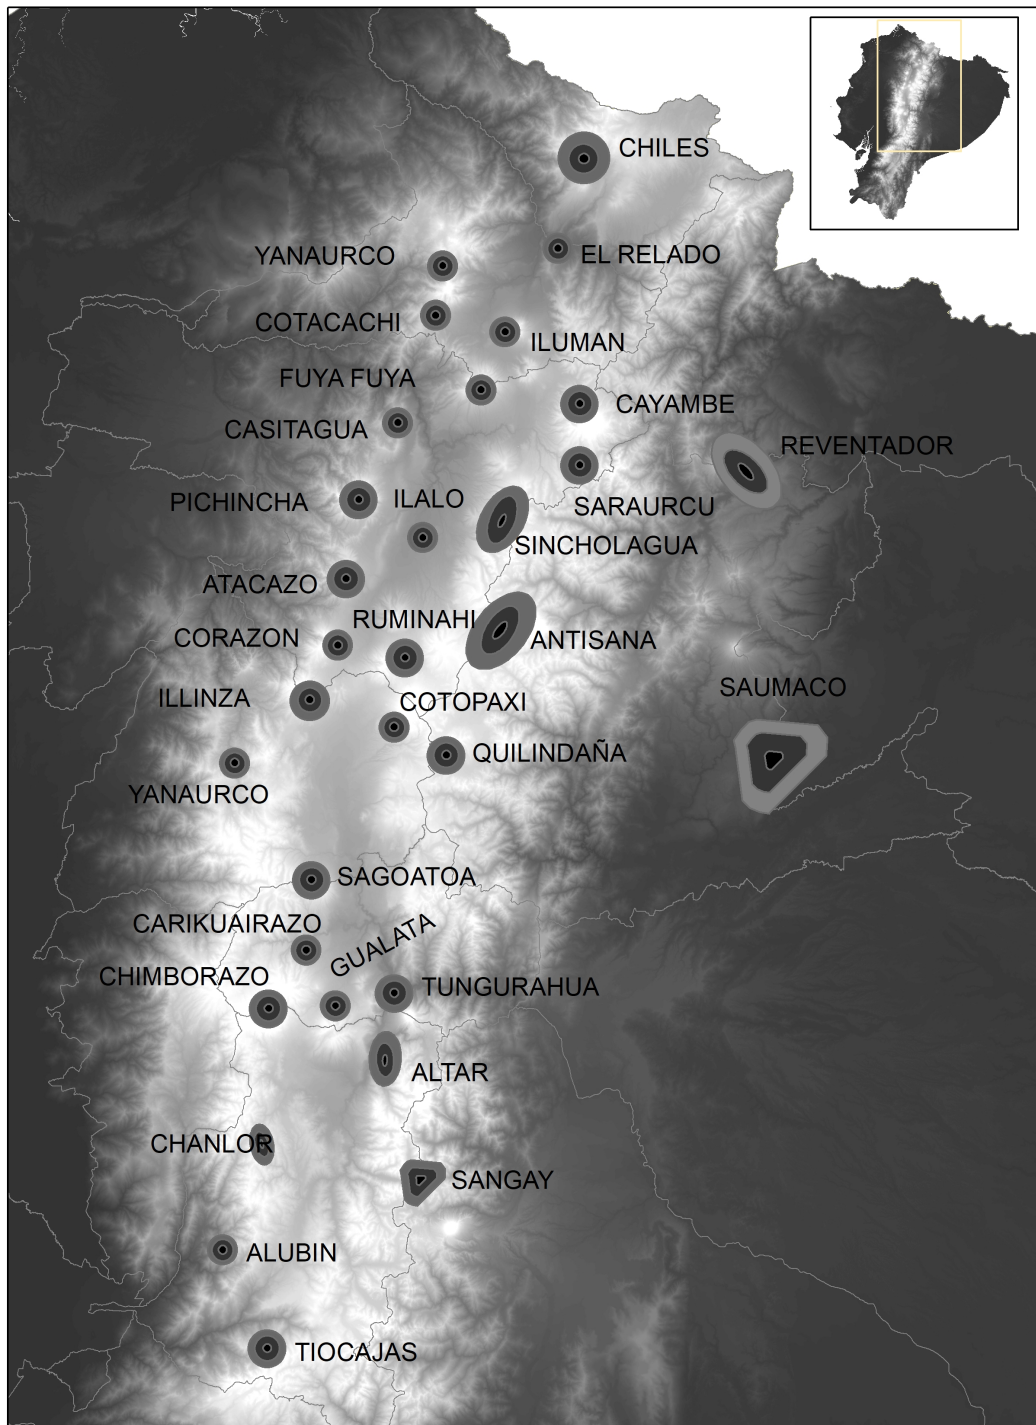 CHILES
YANAURCO
EL RELADO
COTACACHI
ILUMAN
FUYA FUYA
CAYAMBE
CASITAGUA
REVENTADOR
PICHINCHA
ILALO
SARAURCU
SINCHOLAGUA
ATACAZO
RUMINAHI
CORAZON
ANTISANA
SAUMACO
ILLINZA
COTOPAXI
QUILINDAÑA
YANAURCO
SAGOATOA
CARIKUAIRAZO
GUALATA
CHIMBORAZO
TUNGURAHUA
ALTAR
CHANLOR
SANGAY
ALUBIN
TIOCAJAS